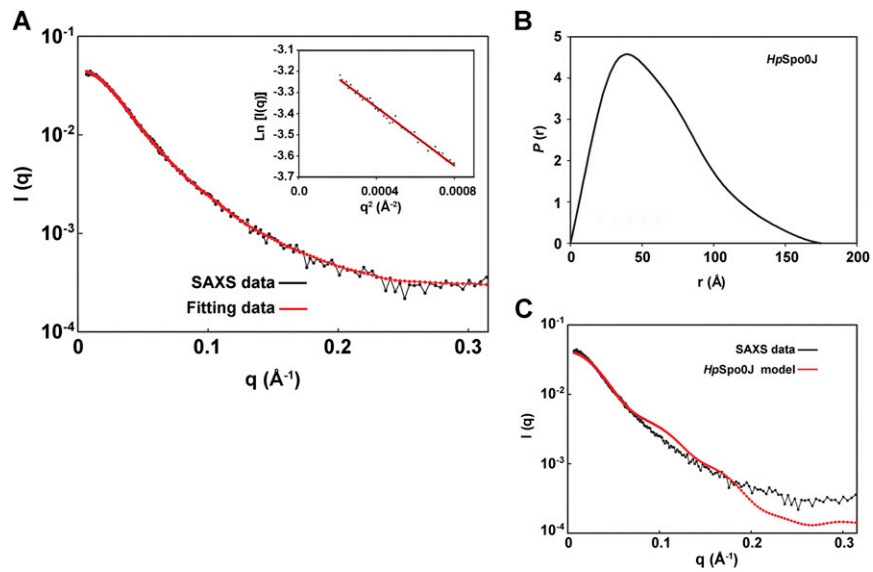 A
I (q)
10⁻¹
10⁻²
10⁻³
10⁻⁴
0.1
0.2
0.3
q (Å⁻¹)
SAXS data
Fitting data
Ln [I(q)]
-3.1
-3.2
-3.3
-3.4
-3.5
-3.6
-3.7
0.0
0.0004
0.0008
q² (Å⁻²)
B
HpSpo0J
P (r)
5
4
3
2
1
0
0
50
100
150
200
r (Å)
C
SAXS data
HpSpo0J model
I (q)
10⁻¹
10⁻²
10⁻³
10⁻⁴
0
0.1
0.2
0.3
q (Å⁻¹)